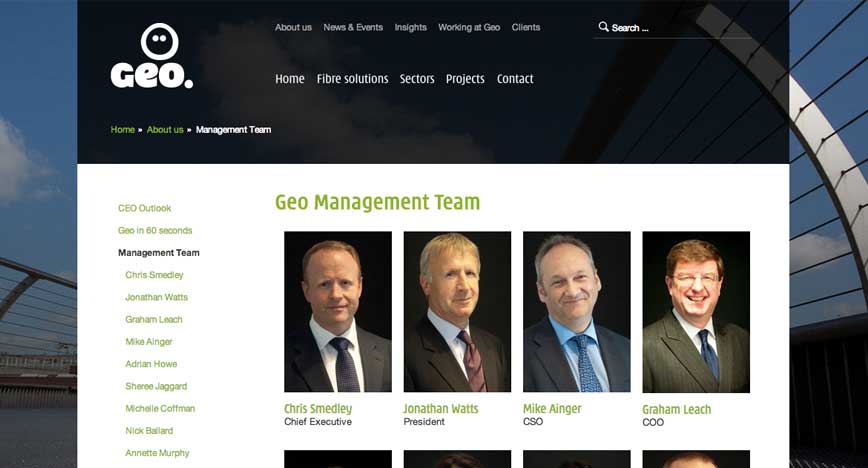 About us News & Events Insights Working at Geo Clients
Search ...
Geo.
Home Fibre solutions Sectors Projects Contact
Home » About us » Management Team
CEO Outlook
Geo in 60 seconds
Management Team
Chris Smedley
Jonathan Watts
Graham Leach
Mike Ainger
Adrian Howe
Sheree Jaggard
Michelle Coffman
Nick Ballard
Annette Murphy
Geo Management Team
Chris Smedley
Chief Executive
Jonathan Watts
President
Mike Ainger
CSO
Graham Leach
COO